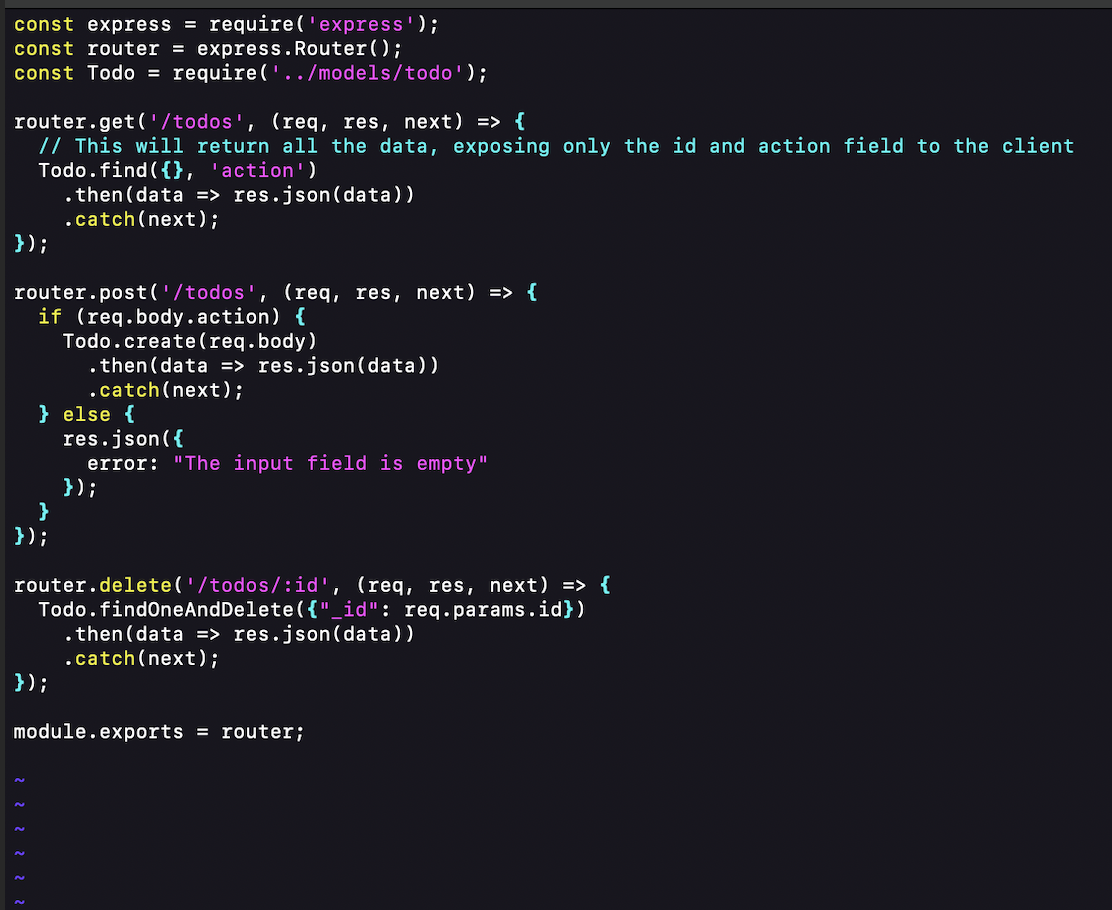 const express = require('express');
const router = express.Router();
const Todo = require('../models/todo');

router.get('/todos', (req, res, next) => {
  // This will return all the data, exposing only the id and action field to the client
  Todo.find({}, 'action')
    .then(data => res.json(data))
    .catch(next);
});

router.post('/todos', (req, res, next) => {
  if (req.body.action) {
    Todo.create(req.body)
      .then(data => res.json(data))
      .catch(next);
  } else {
    res.json({
      error: "The input field is empty"
    });
  }
});

router.delete('/todos/:id', (req, res, next) => {
  Todo.findOneAndDelete({"_id": req.params.id})
    .then(data => res.json(data))
    .catch(next);
});

module.exports = router;

~
~
~
~
~
~